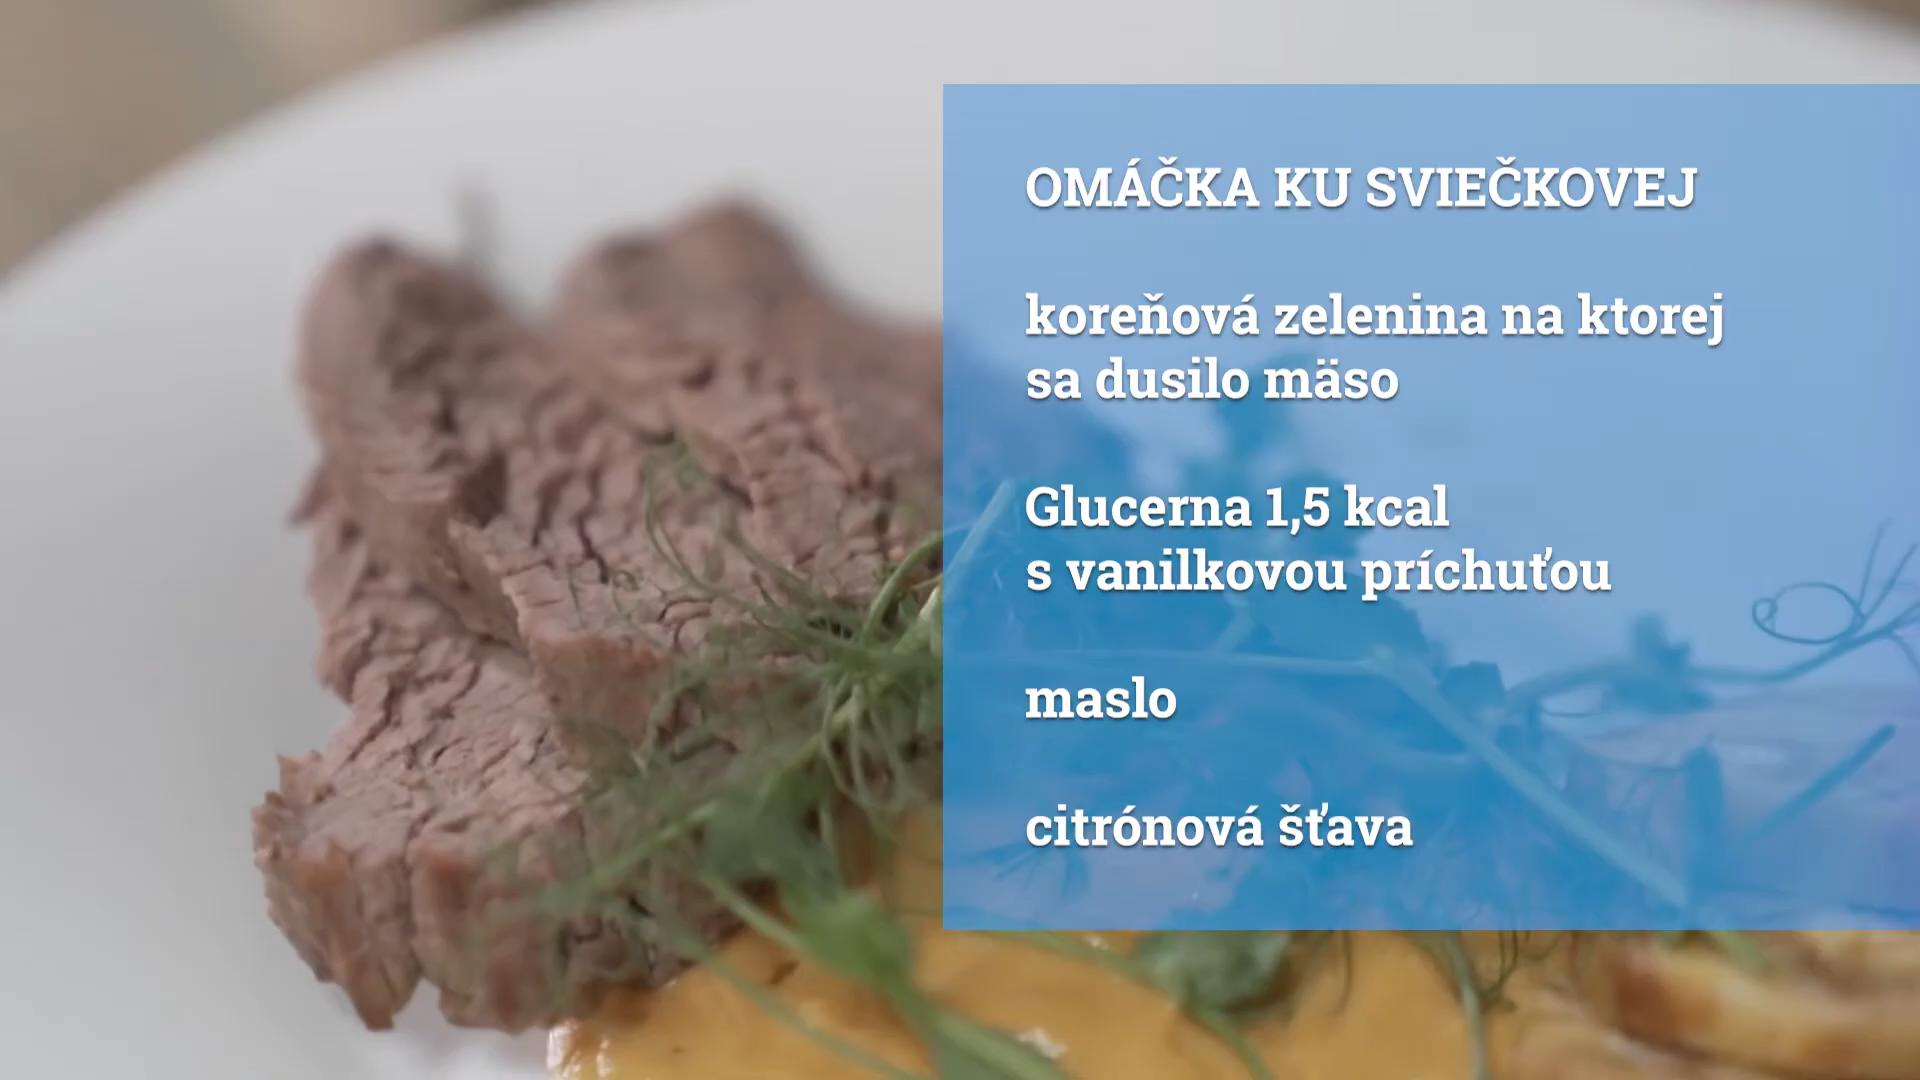 OMÁČKA KU SVIEČKOVEJ
koreňová zelenina na ktorej
sa dusilo mäso
Glucerna 1,5 kcal
s vanilkovou príchuťou
maslo
citrónová šťava